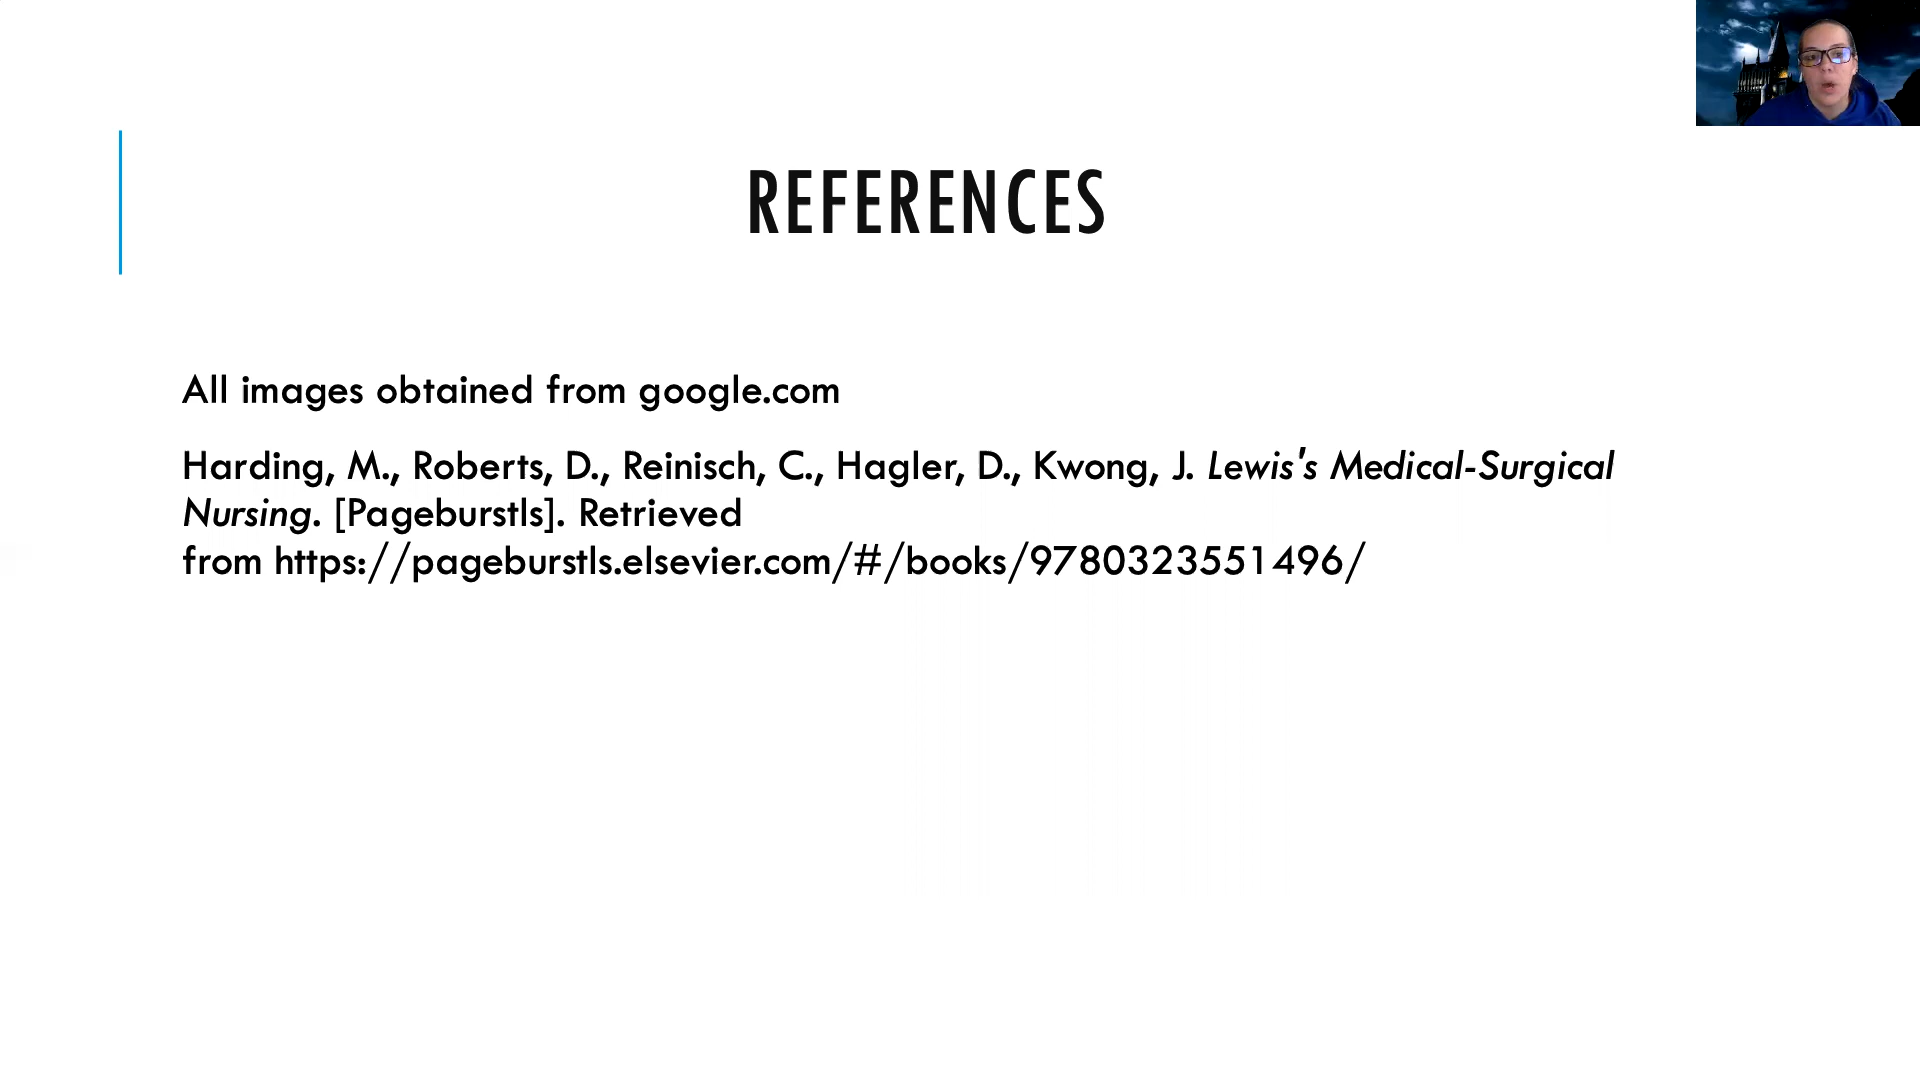 REFERENCES
All images obtained from google.com
Harding, M., Roberts, D., Reinisch, C., Hagler, D., Kwong, J. Lewis's Medical-Surgical
Nursing. [Pageburstls]. Retrieved
from https://pageburstls.elsevier.com/#/books/9780323551496/